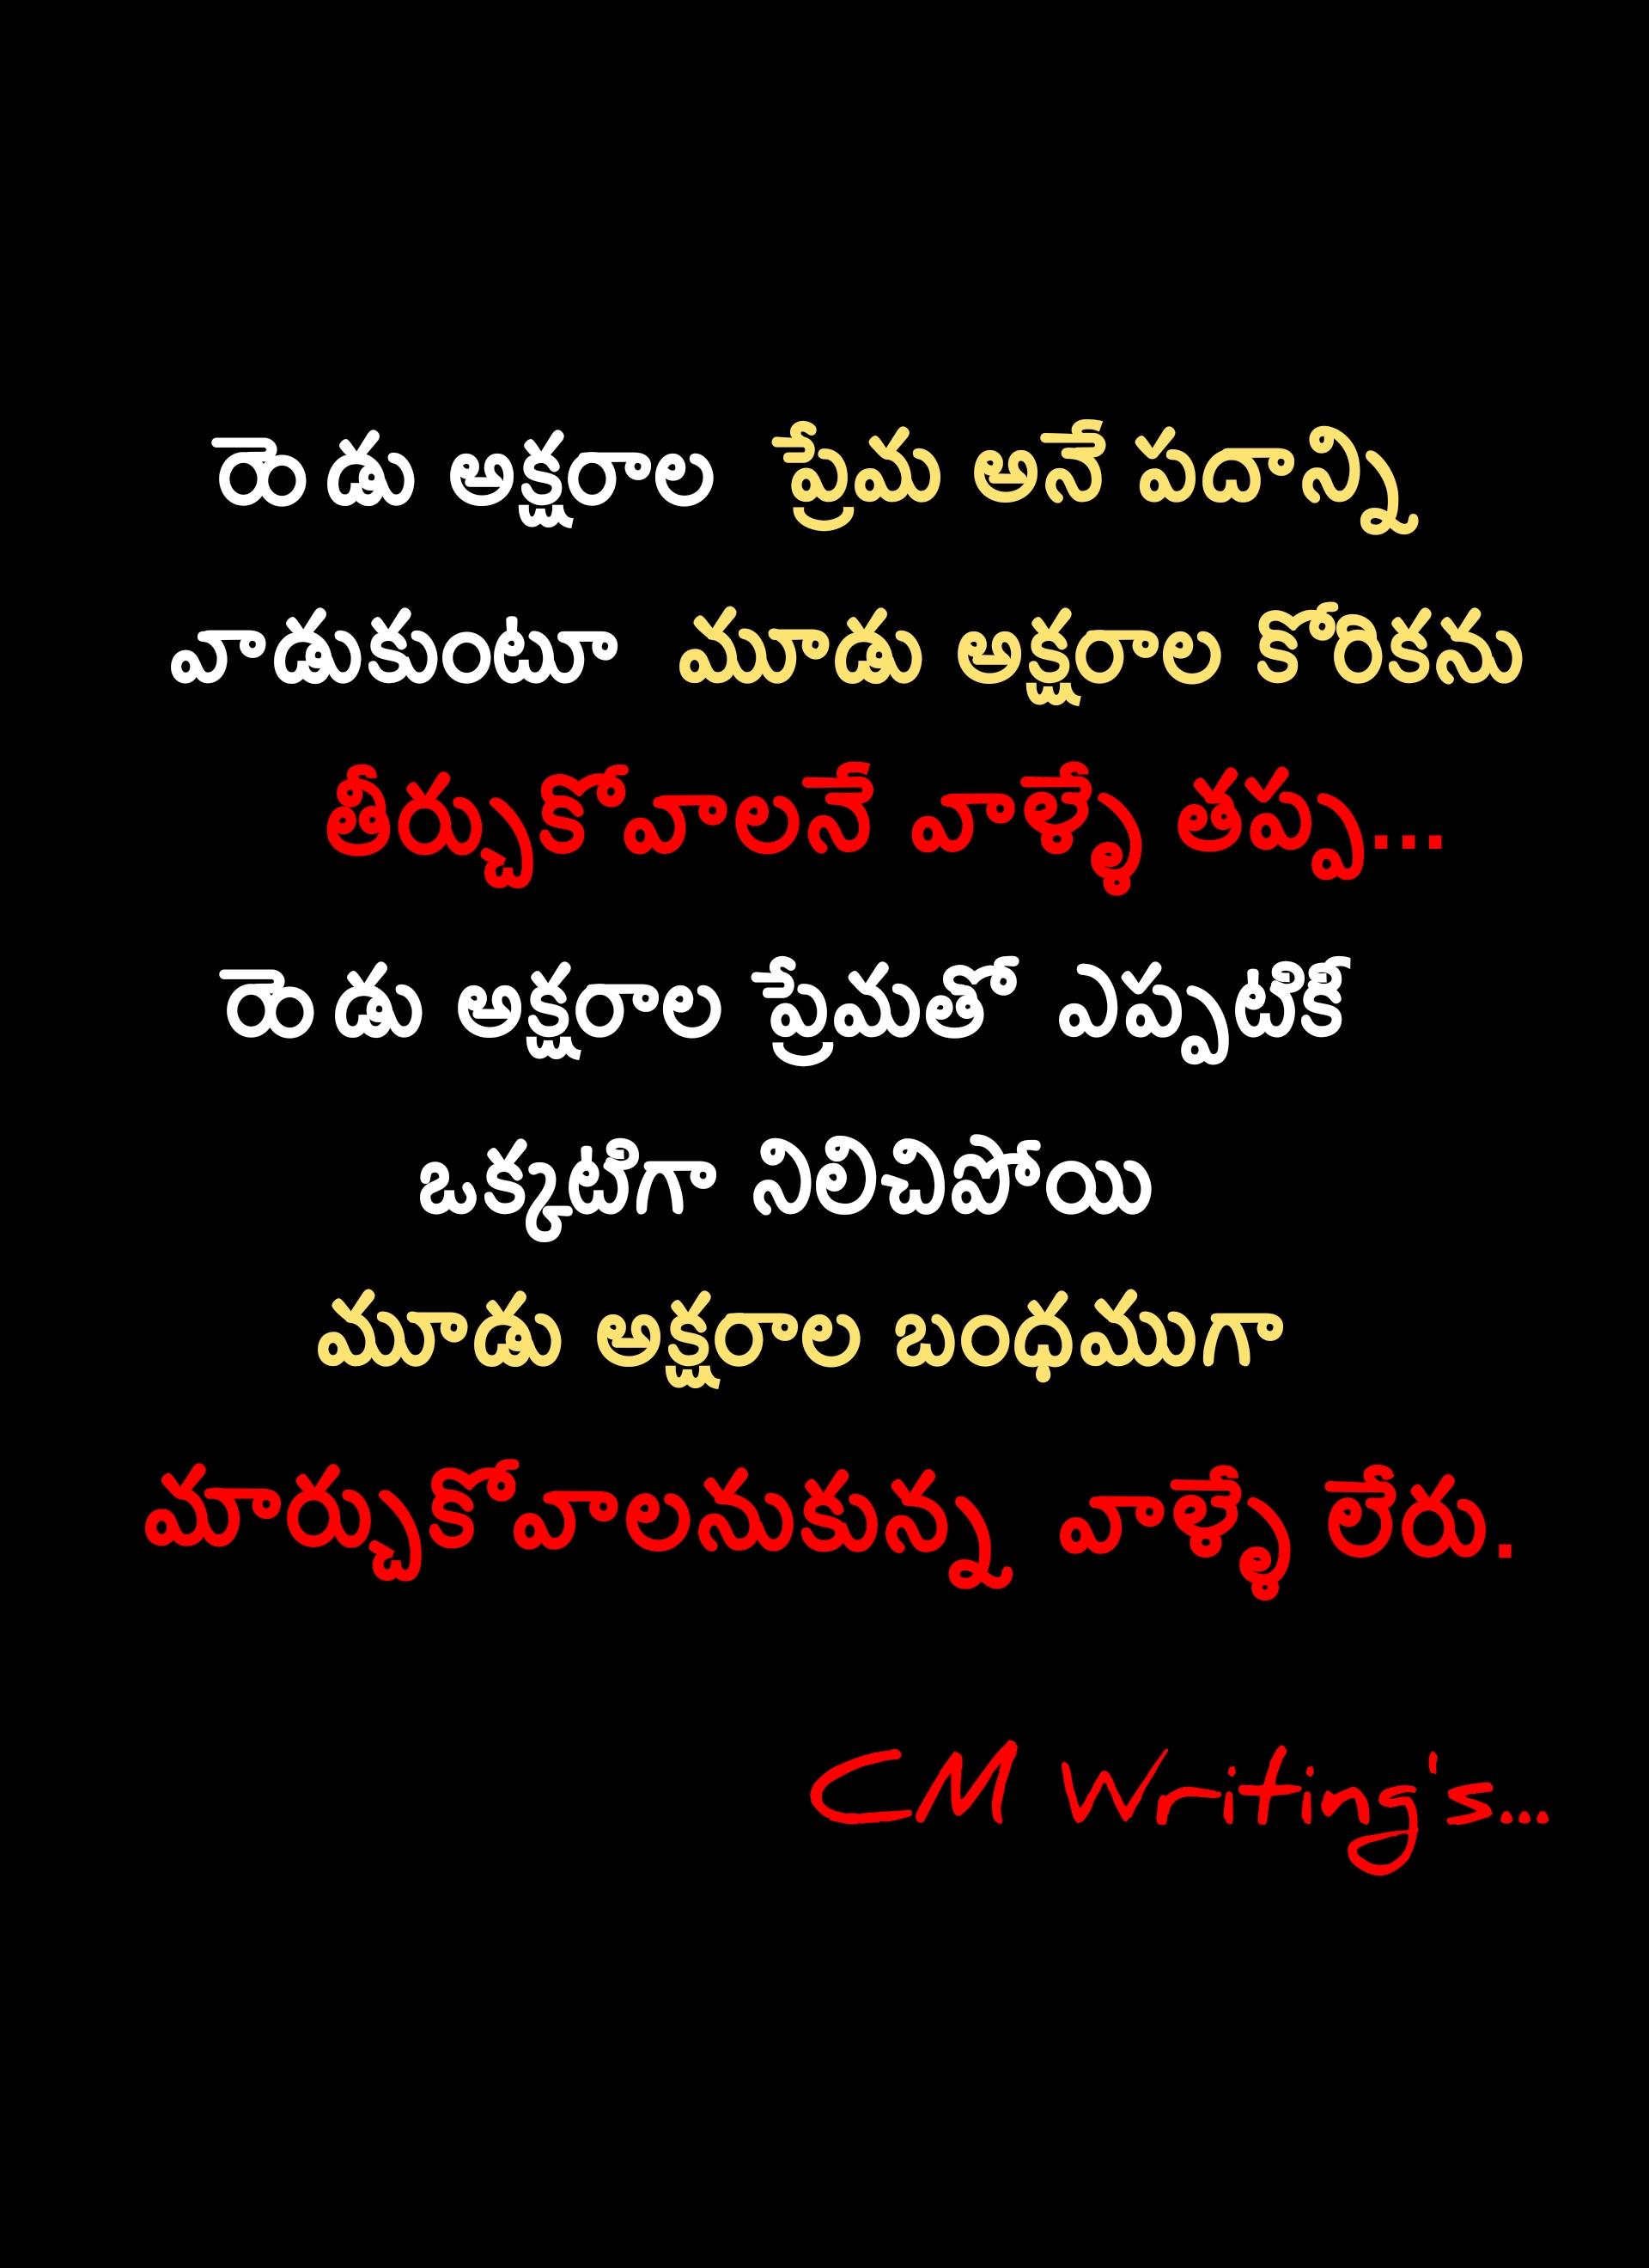 రెండు అక్షరాల ప్రేమ అనే పదాన్ని
వాడుకుంటూ మూడు అక్షరాల కోరికను
తీర్చుకోవాలనే వాళ్ళే తప్ప...
రెండు అక్షరాల ప్రేమతో ఎప్పటికీ
ఒక్కటిగా నిలిచిపోయి
మూడు అక్షరాల బంధముగా
మార్చుకోవాలనుకున్న వాళ్ళే లేరు.
CM Writing's...